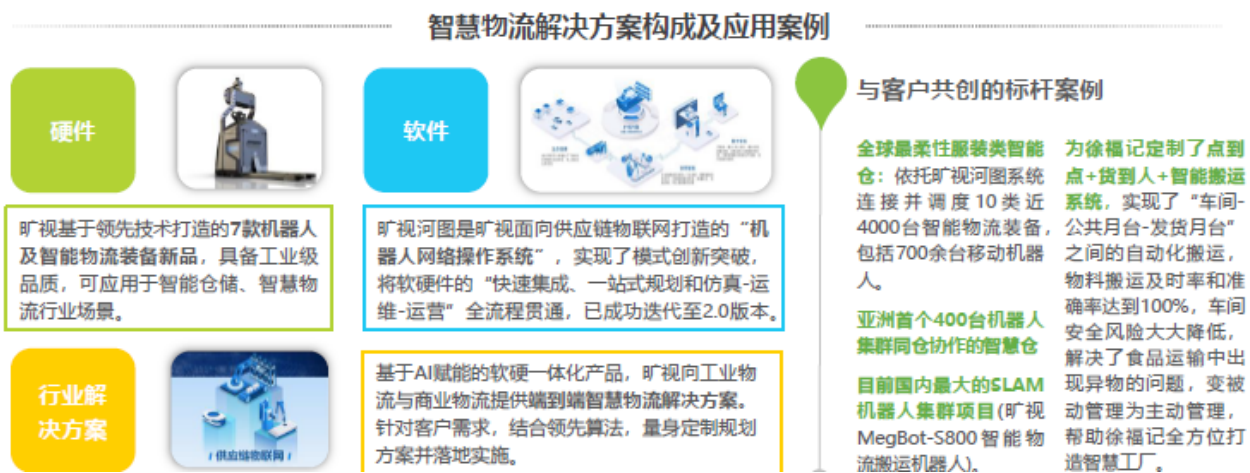 智慧物流解决方案构成及应用案例
硬件
软件
旷视基于领先技术打造的7款机器人
及智能物流装备新品，具备工业级
品质，可应用于智能仓储、智慧物
流行业场景。
旷视河图是旷视面向供应链物联网打造的“机
器人网络操作系统”，实现了模式创新突破，
将软硬件的“快速集成、一站式规划和仿真-运
维-运营”全流程贯通，已成功迭代至2.0版本。
行业解
决方案
供应链物联网
基于AI赋能的软硬一体化产品，旷视向工业物
流与商业物流提供端到端智慧物流解决方案。
针对客户需求，结合领先算法，量身定制规划
方案并落地实施。
与客户共创的标杆案例
全球最柔性服装类智能
仓：依托旷视河图系统
连接并调度10类近
4000台智能物流装备，
包括700余台移动机器
人。
亚洲首个400台机器人
集群同仓协作的智慧仓
目前国内最大的SLAM
机器人集群项目(旷视
MegBot-S800智能物
流搬运机器人)。
为徐福记定制了点到
点+货到人+智能搬运
系统，实现了“车间-
公共月台-发货月台”
之间的自动化搬运，
物料搬运及时率和准
确率达到100%，车间
安全风险大大降低，
解决了食品运输中出
现异物的问题，变被
动管理为主动管理，
帮助徐福记全方位打
造智慧工厂。